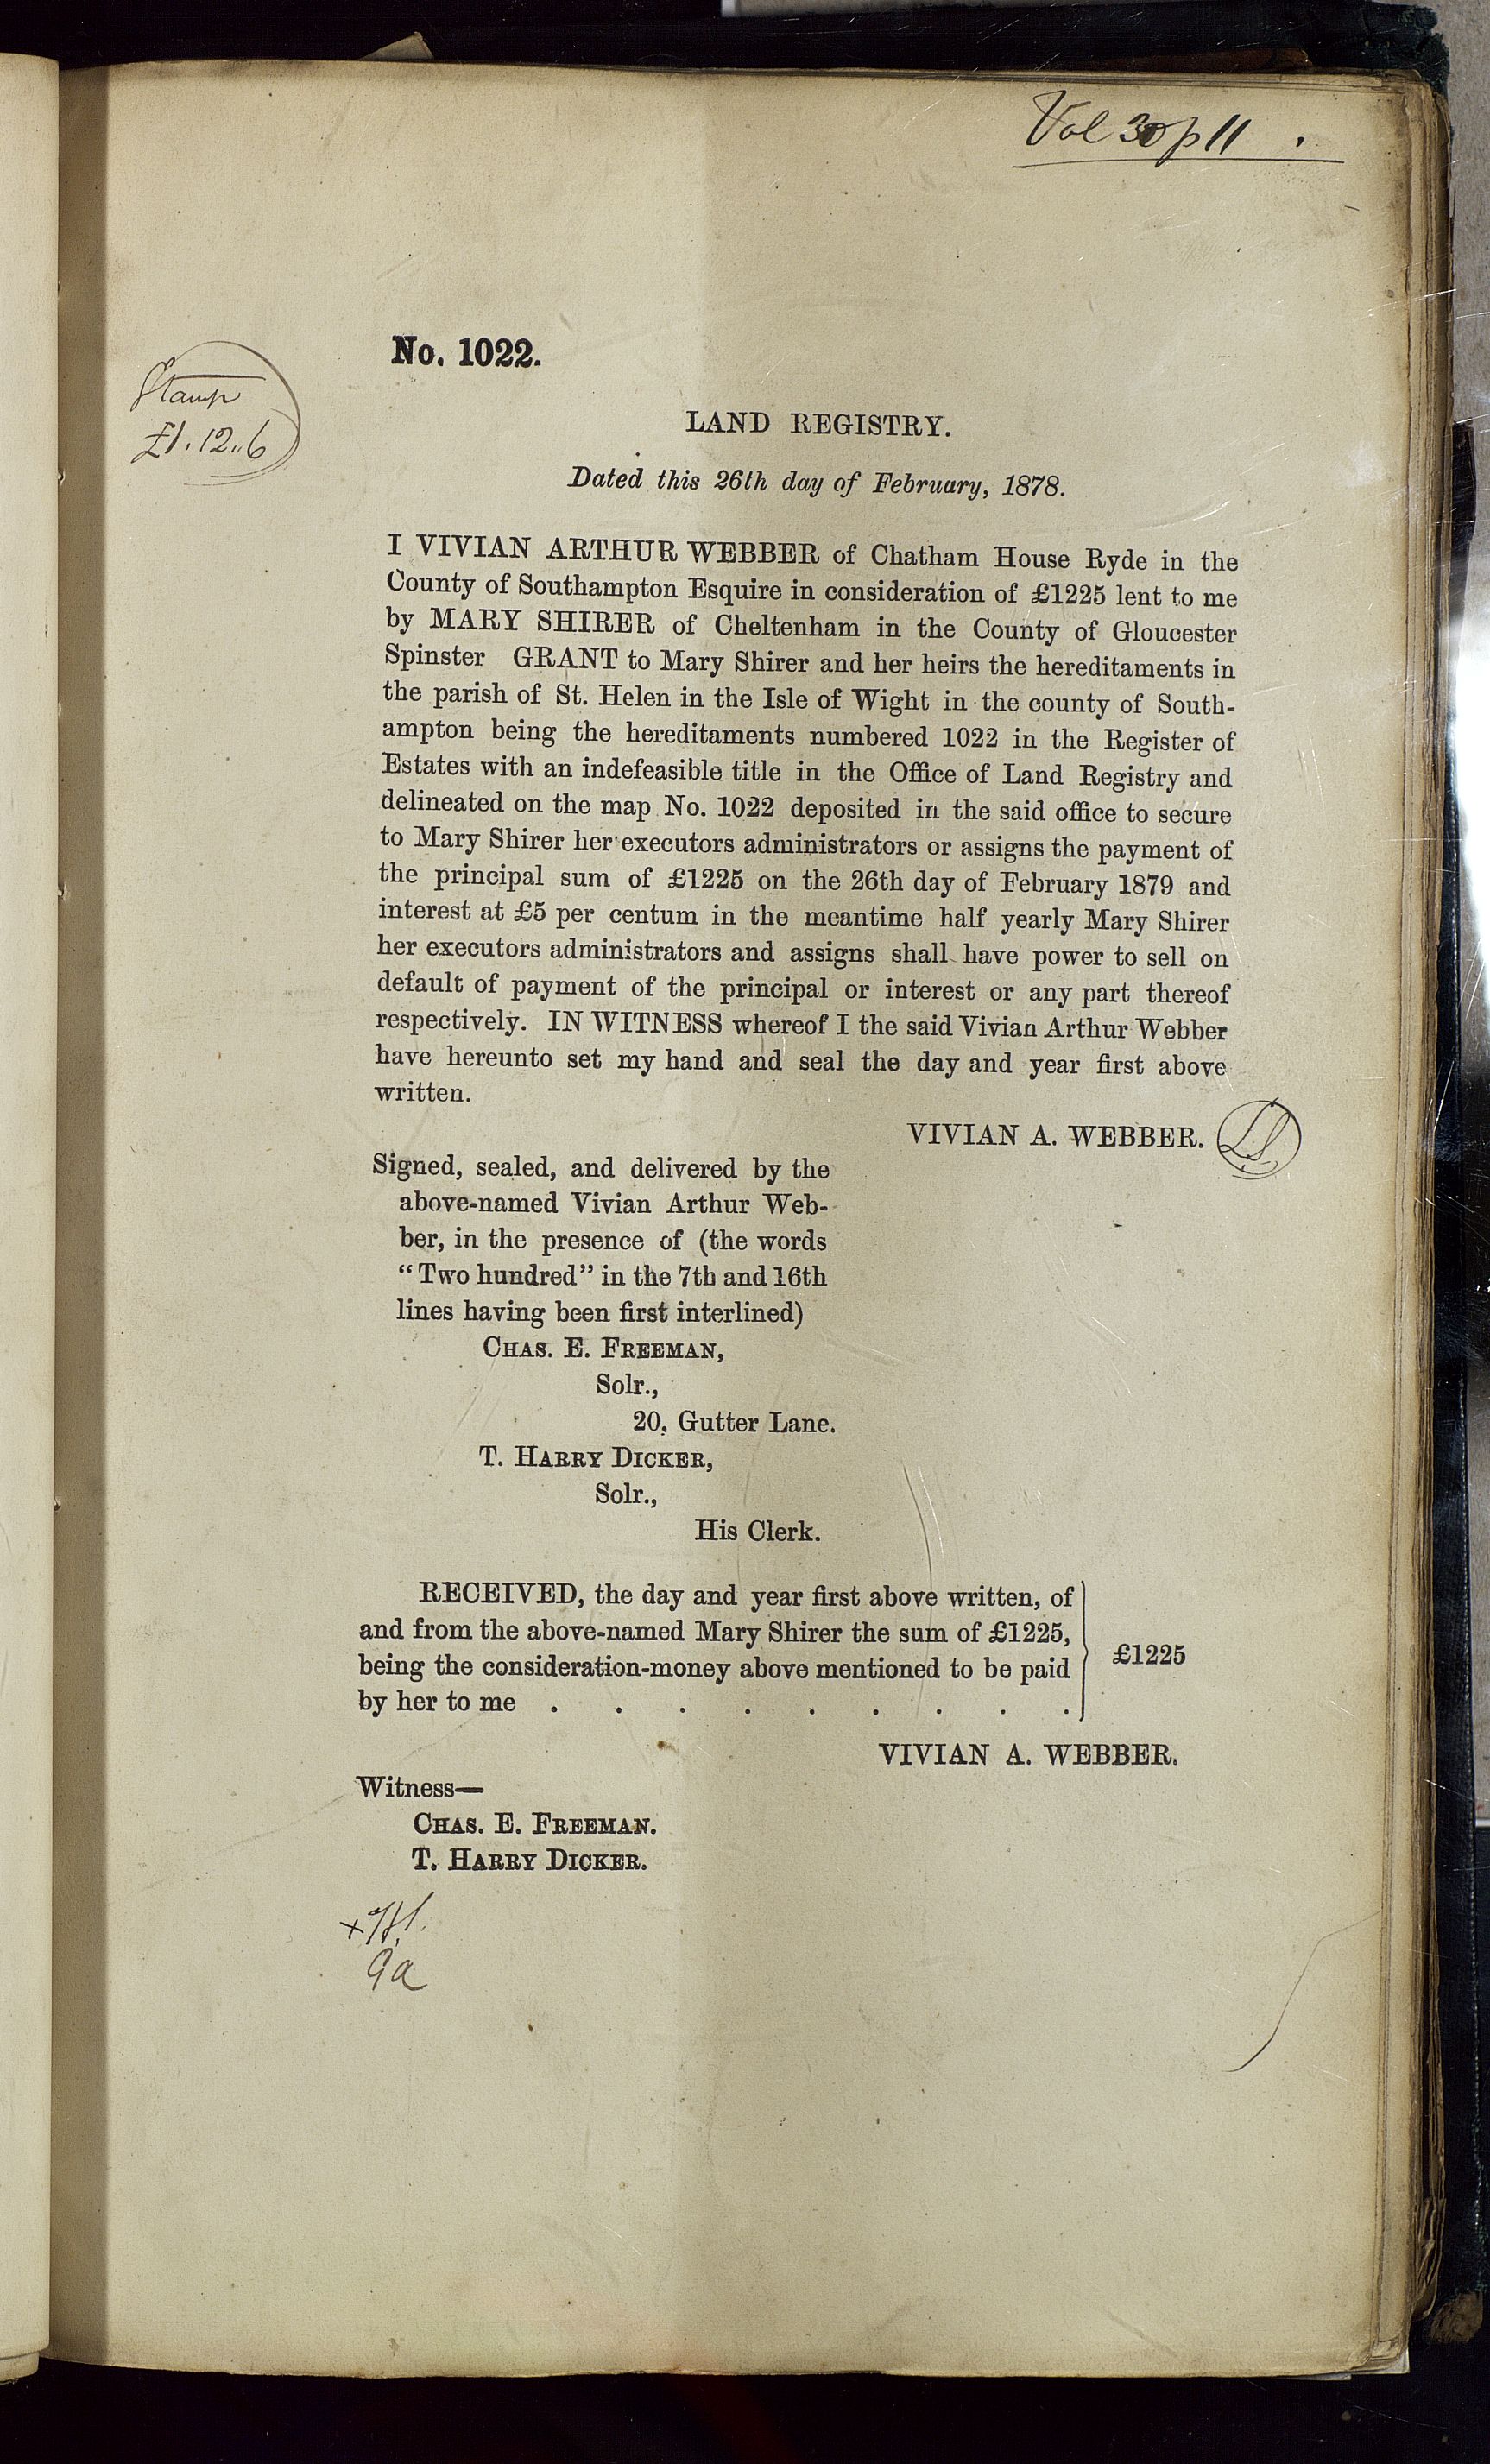 Vol 30 p 11
No. 1022.
Stamp
£1. 12.. 6
LAND REGISTRY.
Dated this 26th day of February, 1878.
I VIVIAN ARTHUR WEBBER of Chatham House Ryde in the
County of Southampton Esquire in consideration of £1225 lent to me
by MARY SHIRER of Cheltenham in the County of Gloucester
Spinster GRANT to Mary Shirer and her heirs the hereditaments in
the parish of St. Helen in the Isle of Wight in the county of South-
ampton being the hereditaments numbered 1022 in the Register of
Estates with an indefeasible title in the Office of Land Registry and
delineated on the map No. 1022 deposited in the said office to secure
to Mary Shirer her executors administrators or assigns the payment of
the principal sum of £1225 on the 26th day of February 1879 and
interest at £5 per centum in the meantime half yearly Mary Shirer
her executors administrators and assigns shall have power to sell on
default of payment of the principal or interest or any part thereof
respectively. IN WITNESS whereof I the said Vivian Arthur Webber
have hereunto set my hand and seal the day and year first above
written.
VIVIAN A. WEBBER. L.S.
Signed, sealed, and delivered by the
above-named Vivian Arthur Web-
ber, in the presence of (the words
“Two hundred” in the 7th and 16th
lines having been first interlined)
CHAS. E. FREEMAN,
Solr.,
20, Gutter Lane.
T. HARRY DICKER,
Solr.,
His Clerk.
RECEIVED, the day and year first above written, of
and from the above-named Mary Shirer the sum of £1225,
being the consideration-money above mentioned to be paid
by her to me . . . . . . . . .
£1225
VIVIAN A. WEBBER.
Witness—
CHAS. E. FREEMAN.
T. HARRY DICKER.